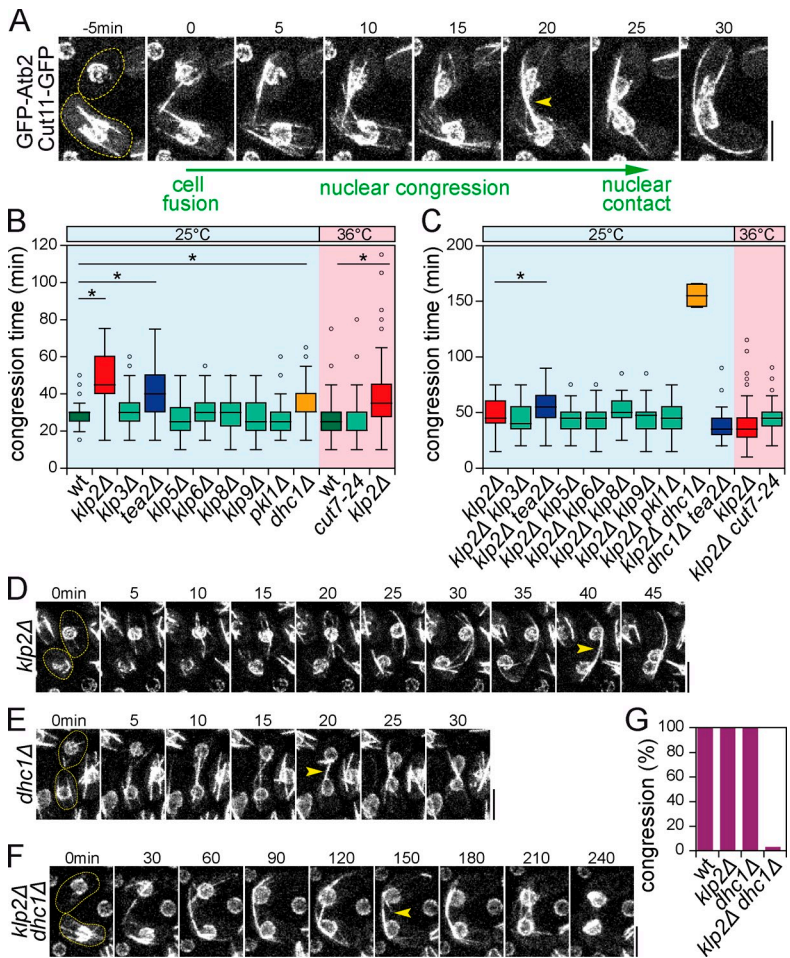 A
-5min 0 5 10 15 20 25 30
GFP-Atb2
Cut11-GFP
cell fusion
nuclear congression
nuclear contact
B
25°C 36°C
congression time (min)
120
100
80
60
40
20
0
* * * *
wt klp2Δ klp3Δ tea2Δ klp5Δ klp6Δ klp8Δ klp9Δ pkl1Δ dhc1Δ wt cut7-24 klp2Δ
C
25°C 36°C
congression time (min)
200
150
100
50
0
*
klp2Δ klp2Δ klp3Δ klp2Δ tea2Δ klp2Δ klp5Δ klp2Δ klp6Δ klp2Δ klp8Δ klp2Δ klp9Δ klp2Δ pkl1Δ klp2Δ dhc1Δ dhc1Δ tea2Δ klp2Δ klp2Δ cut7-24
D
0min 5 10 15 20 25 30 35 40 45
klp2Δ
E
0min 5 10 15 20 25 30
dhc1Δ
F
0min 30 60 90 120 150 180 210 240
klp2Δ
dhc1Δ
G
congression (%)
100
80
60
40
20
0
wt klp2Δ dhc1Δ klp2Δ dhc1Δ